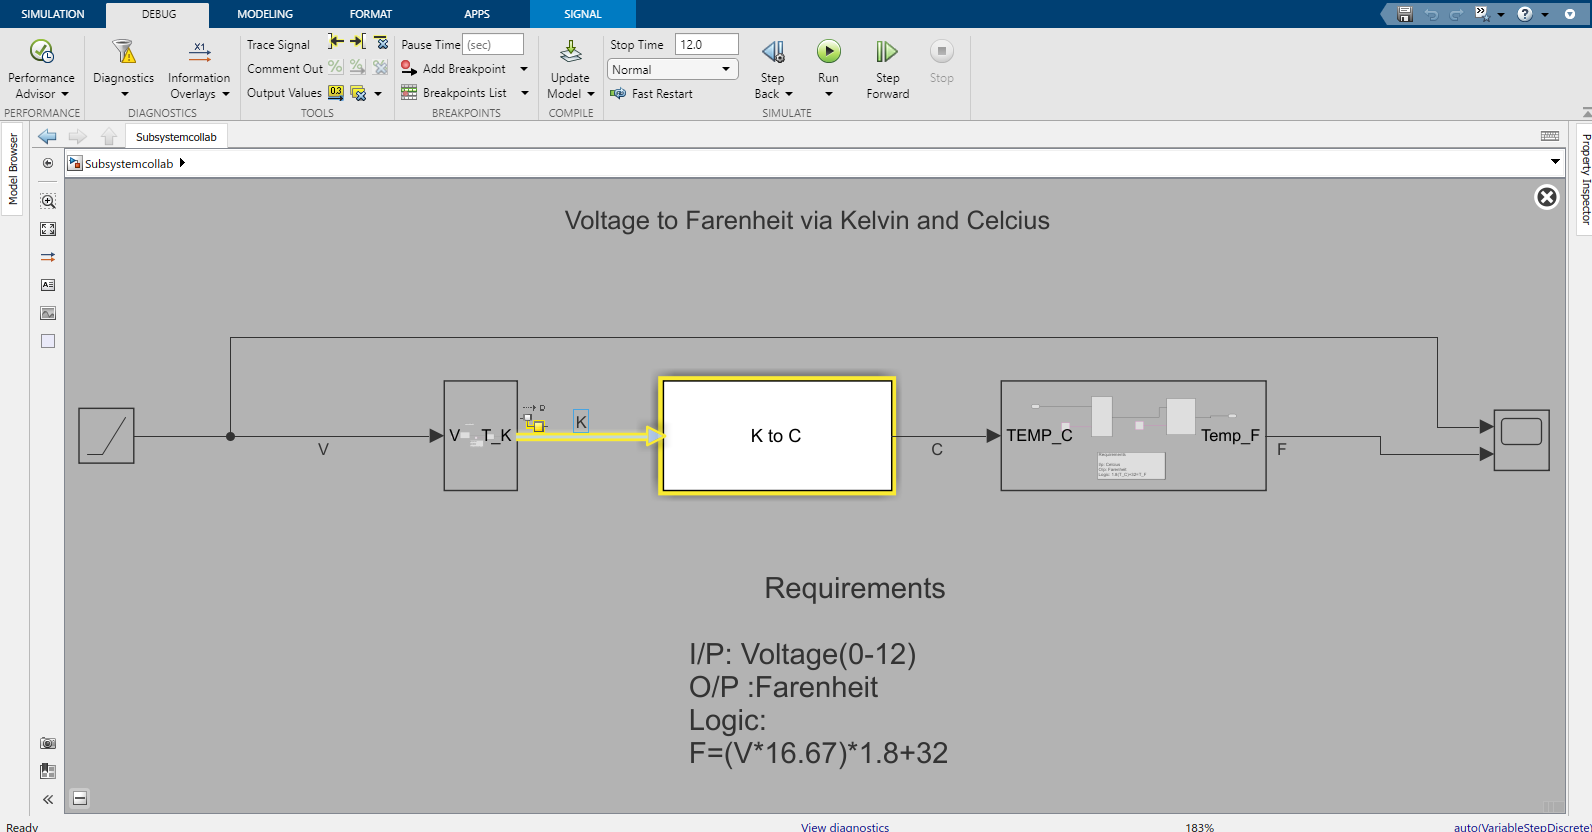 SIMULATION DEBUG MODELING FORMAT APPS SIGNAL
Performance Advisor
PERFORMANCE
Diagnostics
Information Overlays
DIAGNOSTICS
Trace Signal
Comment Out
Output Values
TOOLS
Pause Time (sec)
Add Breakpoint
Breakpoints List
BREAKPOINTS
Update Model
COMPILE
Stop Time 12.0
Normal
Fast Restart
Step Back
Run
Step Forward
Stop
SIMULATE
Model Browser
Subsystemcollab
Property Inspector
Subsystemcollab
Voltage to Farenheit via Kelvin and Celcius
V
V T_K
D
K
K to C
C
TEMP_C Temp_F
Requirements
F
Requirements
I/P: Voltage(0-12)
O/P :Farenheit
Logic:
F=(V*16.67)*1.8+32
Ready View diagnostics 183% auto(VariableStepDiscrete)